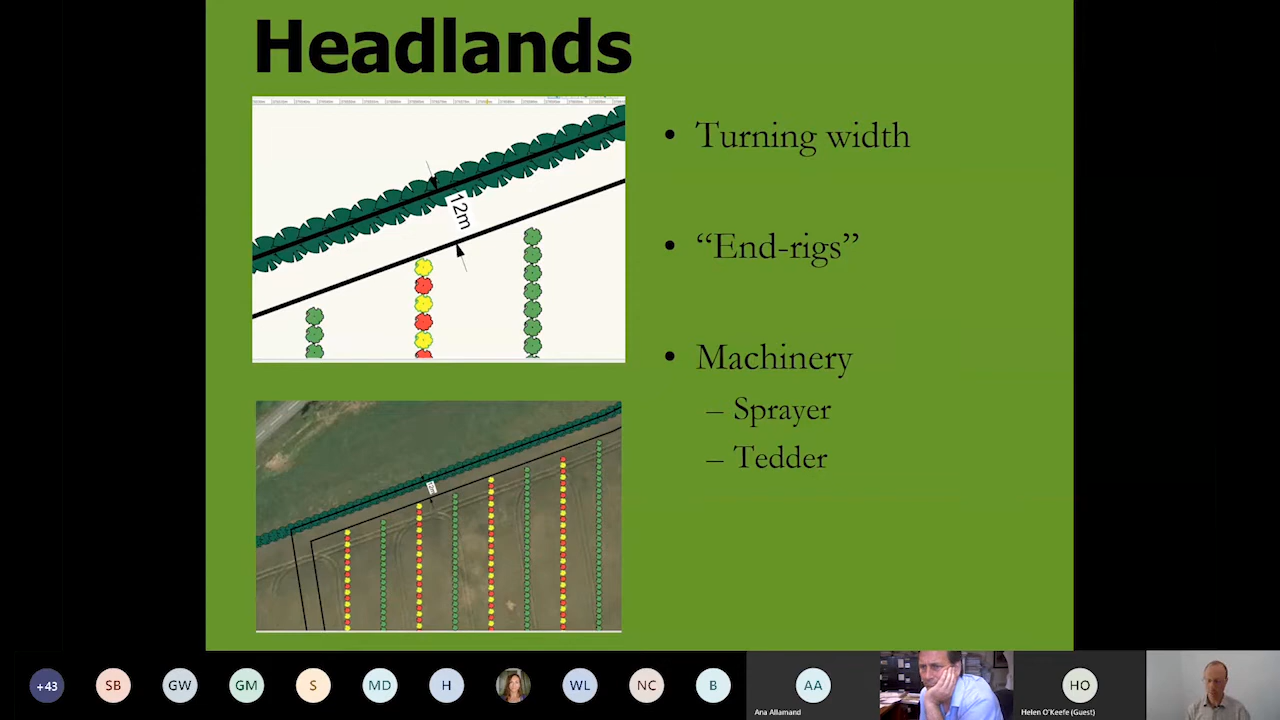 Headlands
12m
• Turning width
• “End-rigs”
• Machinery
– Sprayer
– Tedder
12m
+43
SB
GW
GM
S
MD
H
WL
NC
B
AA
HO
Ana Allamand
Helen O'Keefe (Guest)